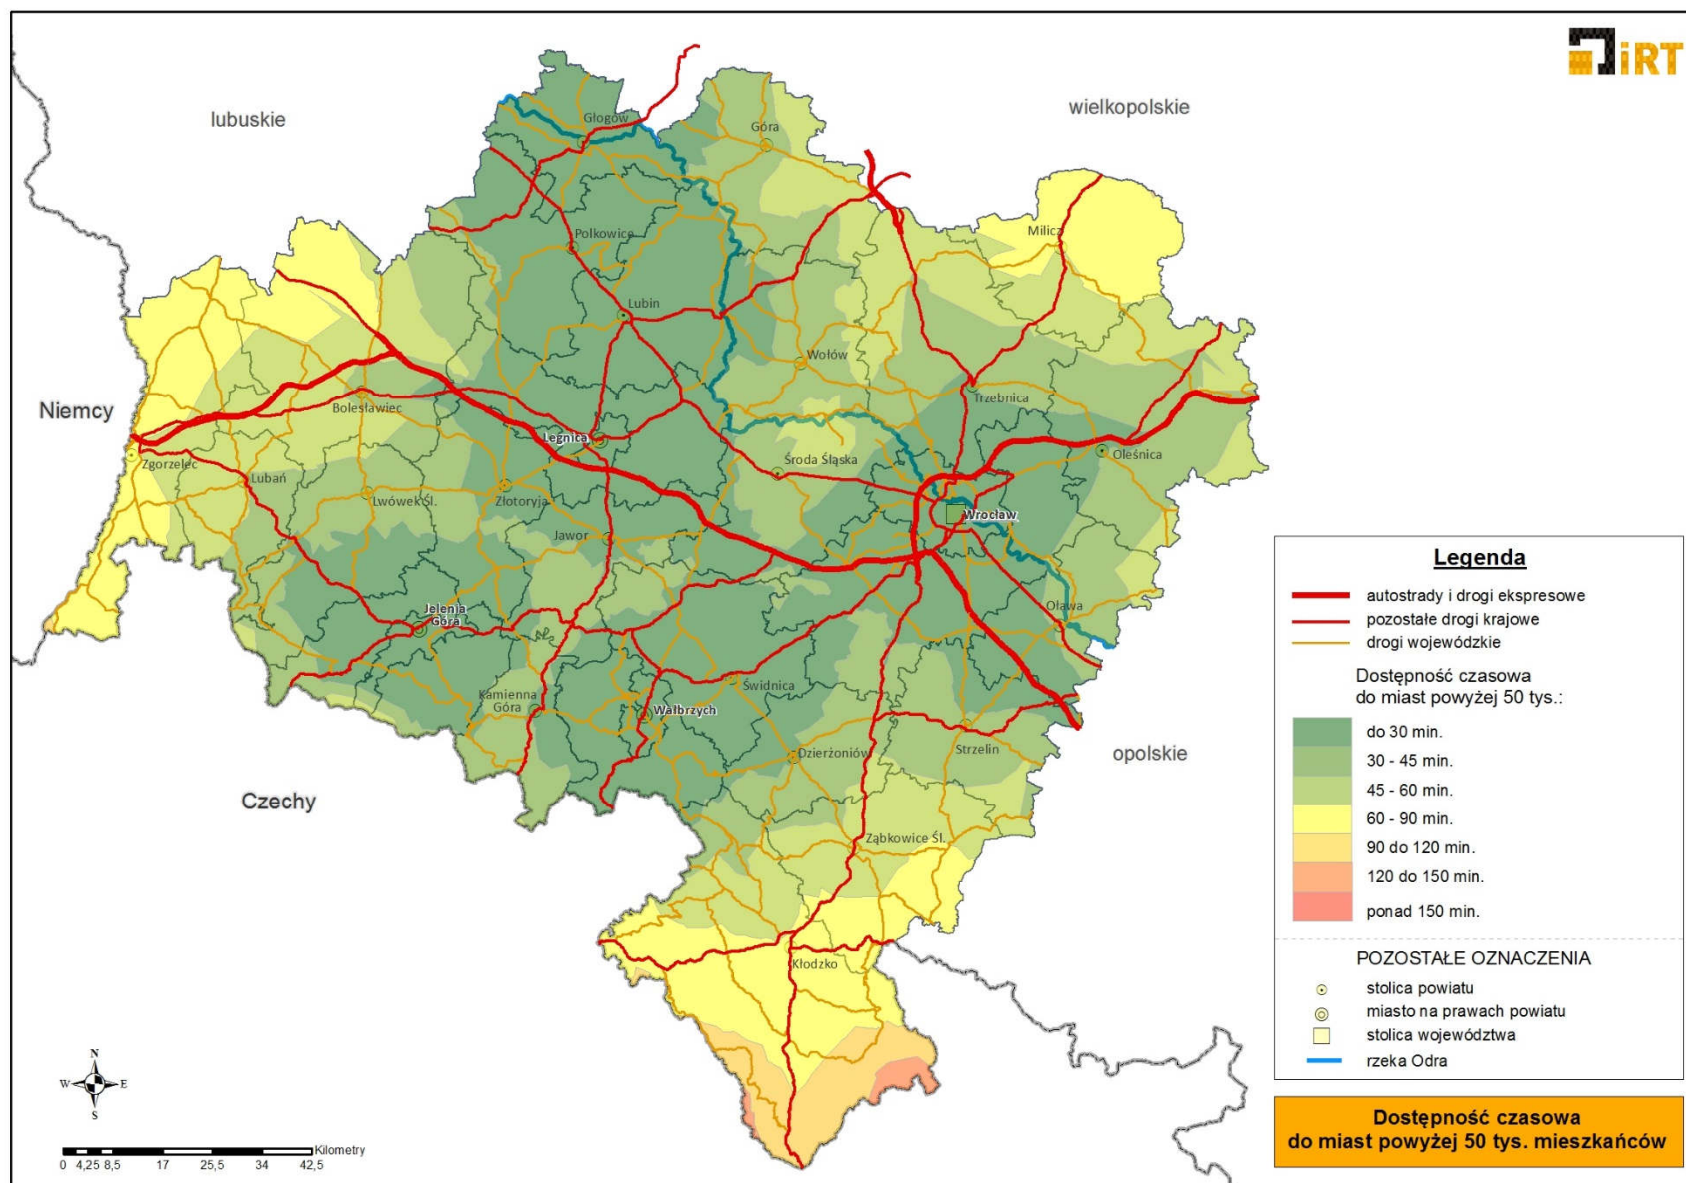 iRT
lubuskie
wielkopolskie
Głogów
Góra
Milicz
Polkowice
Lubin
Wołów
Niemcy
Bolesławiec
Trzebnica
Legnica
Zgorzelec
Środa Śląska
Oleśnica
Lubań
Lwówek Śl.
Złotoryja
Wrocław
Jawor
Jelenia
Góra
Oława
Kamienna
Góra
Świdnica
Wałbrzych
Dzierżoniów
Strzelin
opolskie
Czechy
Ząbkowice Śl.
Kłodzko
N
W
E
S
Kilometry
0 4,25 8,5 17 25,5 34 42,5
Legenda
autostrady i drogi ekspresowe
pozostałe drogi krajowe
drogi wojewódzkie
Dostępność czasowa
do miast powyżej 50 tys.:
do 30 min.
30 - 45 min.
45 - 60 min.
60 - 90 min.
90 do 120 min.
120 do 150 min.
ponad 150 min.
POZOSTAŁE OZNACZENIA
stolica powiatu
miasto na prawach powiatu
stolica województwa
rzeka Odra
Dostępność czasowa
do miast powyżej 50 tys. mieszkańców